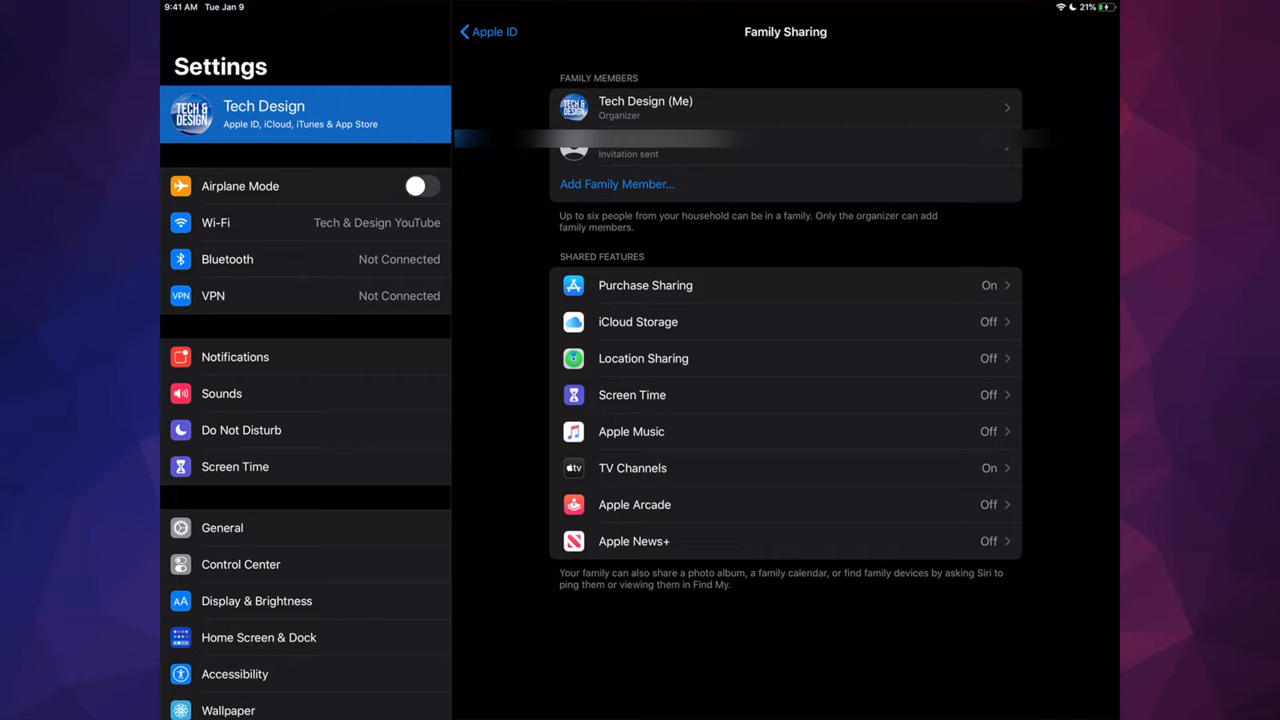 9:41 AM Tue Jan 9
21%
Settings
TECH &
DESIGN
Tech Design
Apple ID, iCloud, iTunes & App Store
Airplane Mode
Wi-Fi Tech & Design YouTube
Bluetooth Not Connected
VPN
VPN Not Connected
Notifications
Sounds
Do Not Disturb
Screen Time
General
Control Center
AA
Display & Brightness
Home Screen & Dock
Accessibility
Wallpaper
Apple ID
Family Sharing
FAMILY MEMBERS
TECH &
DESIGN
Tech Design (Me)
Organizer
Invitation sent
Add Family Member...
Up to six people from your household can be in a family. Only the organizer can add
family members.
SHARED FEATURES
Purchase Sharing On
iCloud Storage Off
Location Sharing Off
Screen Time Off
Apple Music Off
tv
TV Channels On
Apple Arcade Off
Apple News+ Off
Your family can also share a photo album, a family calendar, or find family devices by asking Siri to
ping them or viewing them in Find My.